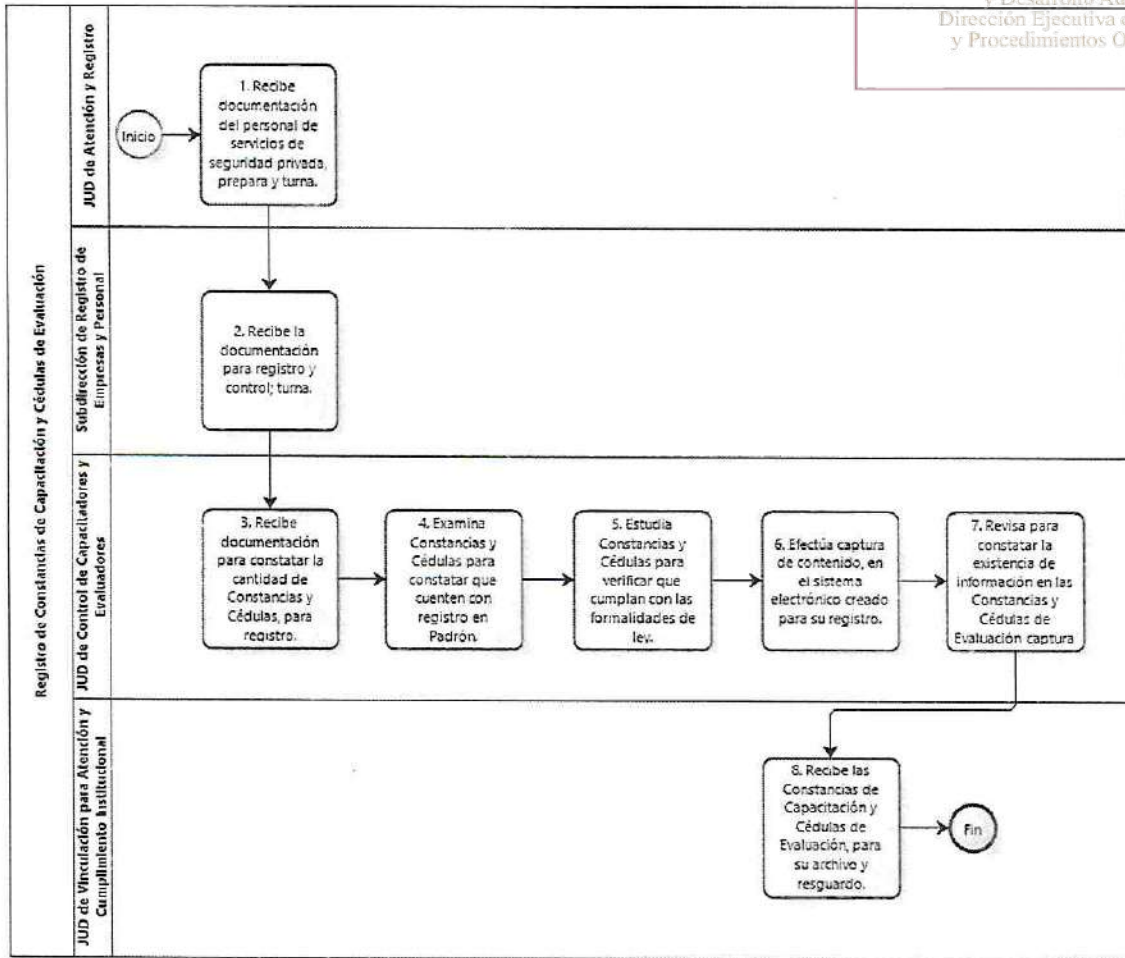 y Desarrollo
Dirección Ejecutiva
y Procedimientos
Registro de Constancias de Capacitación y Cédulas de Evaluación
JUD de Atención y Registro
Inicio
1. Recibe
documentación
del personal de
servicios de
seguridad privada,
prepara y turna.
Subdirección de Registro de
Empresas y Personal
2. Recibe la
documentación
para registro y
control; turna.
JUD de Control de Capacitadores y
Evaluadores
3. Recibe
documentación
para constatar la
cantidad de
Constancias y
Cédulas, para
registro.
4. Examina
Constancias y
Cédulas para
constatar que
cuenten con
registro en
Padrón.
5. Estudia
Constancias y
Cédulas para
verificar que
cumplan con las
formalidades de
ley.
6. Efectúa captura
de contenido, en
el sistema
electrónico creado
para su registro.
7. Revisa para
constatar la
existencia de
información en las
Constancias y
Cédulas de
Evaluación captura
JUD de Vinculación para Atención y
Cumplimiento Institucional
8. Recibe las
Constancias de
Capacitación y
Cédulas de
Evaluación, para
su archivo y
resguardo.
Fin